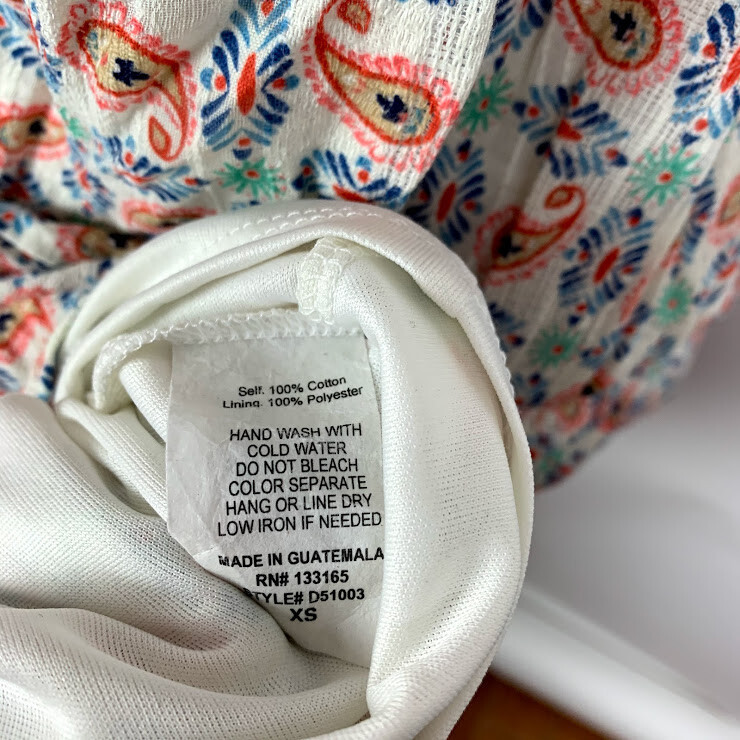 Self. 100% Cotton
Lining. 100% Polyester
HAND WASH WITH
COLD WATER
DO NOT BLEACH
COLOR SEPARATE
HANG OR LINE DRY
LOW IRON IF NEEDED
MADE IN GUATEMALA
RN# 133165
STYLE# D51003
XS